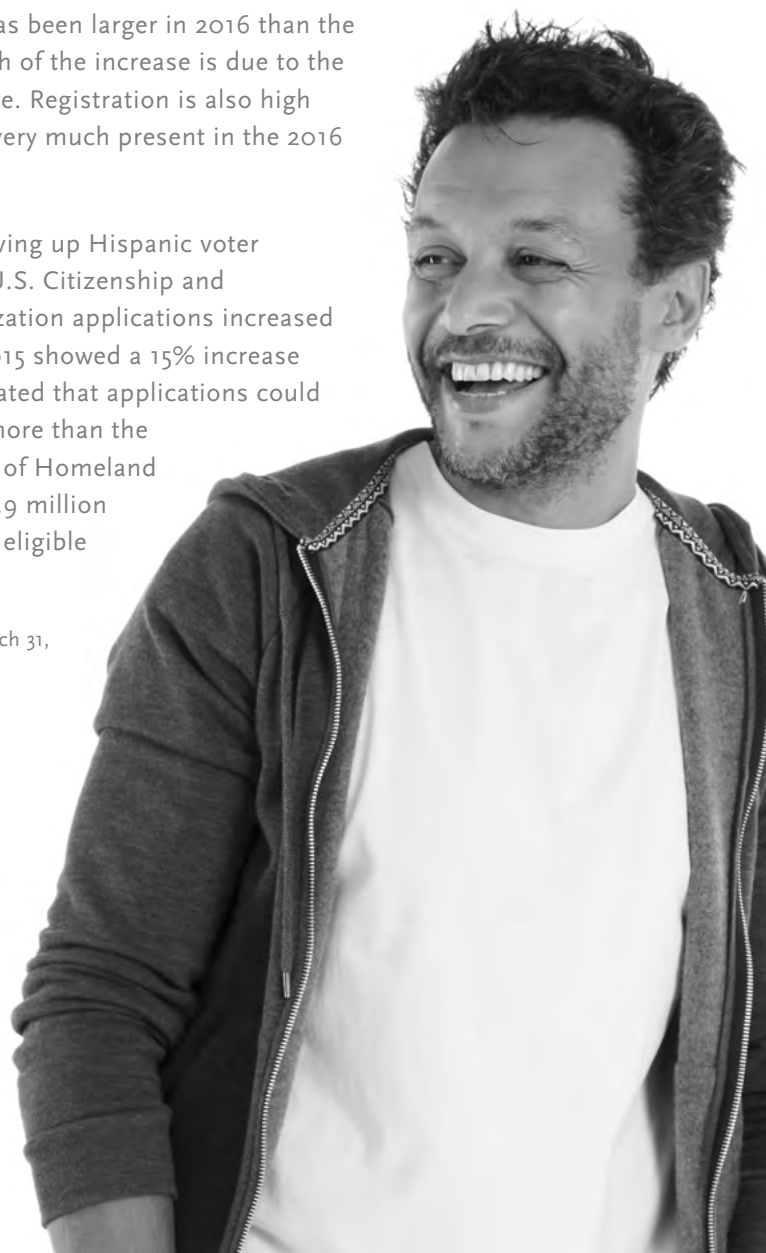 as been larger in 2016 than the
h of the increase is due to the
e. Registration is also high
very much present in the 2016
ving up Hispanic voter
U.S. Citizenship and
zation applications increased
015 showed a 15% increase
ated that applications could
more than the
of Homeland
.9 million
eligible
ch 31,